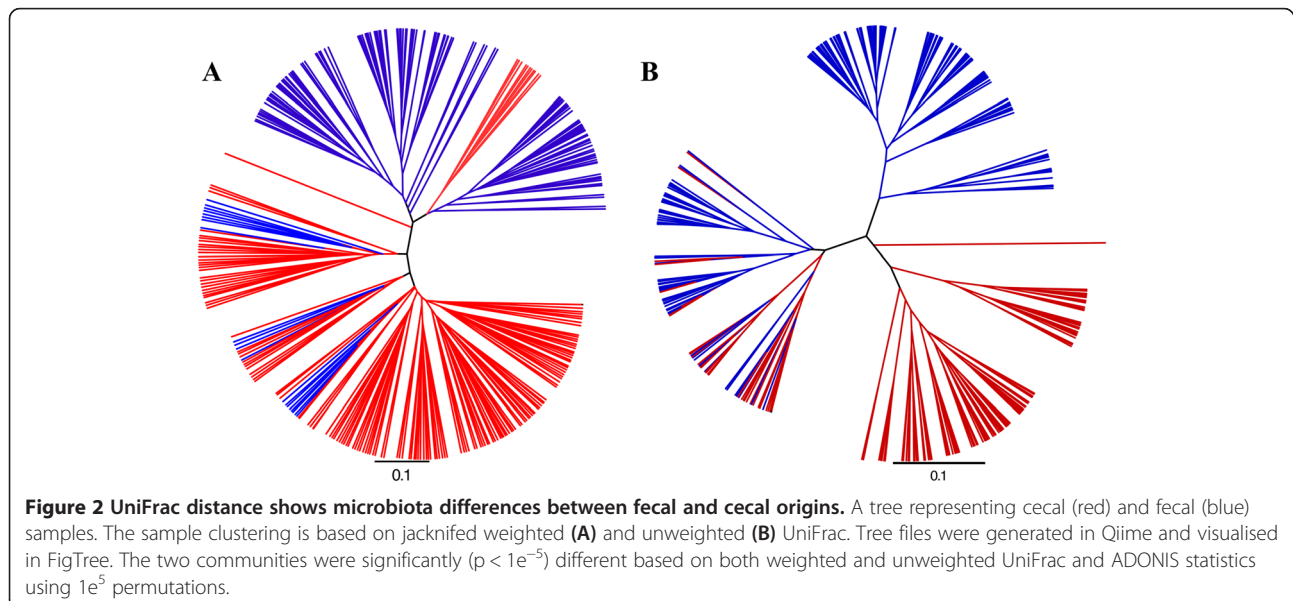 A
B
0.1
0.1
Figure 2 UniFrac distance shows microbiota differences between fecal and cecal origins. A tree representing cecal (red) and fecal (blue)
samples. The sample clustering is based on jacknifed weighted (A) and unweighted (B) UniFrac. Tree files were generated in Qiime and visualised
in FigTree. The two communities were significantly (p < 1e⁻⁵) different based on both weighted and unweighted UniFrac and ADONIS statistics
using 1e⁵ permutations.